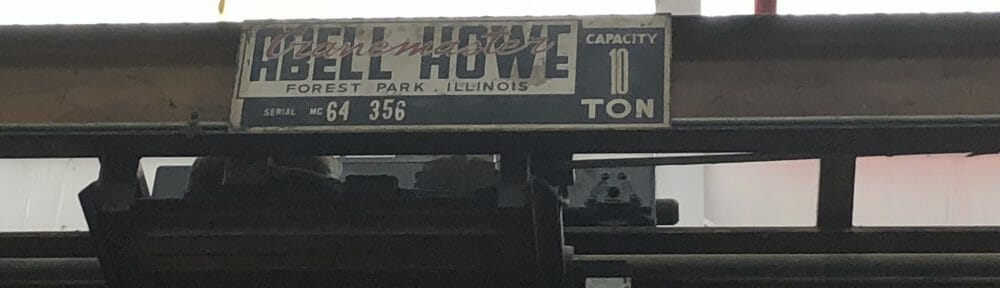 Cranemaster
ABELL HOWE
FOREST PARK, ILLINOIS
SERIAL MC 64 356
CAPACITY
10
TON